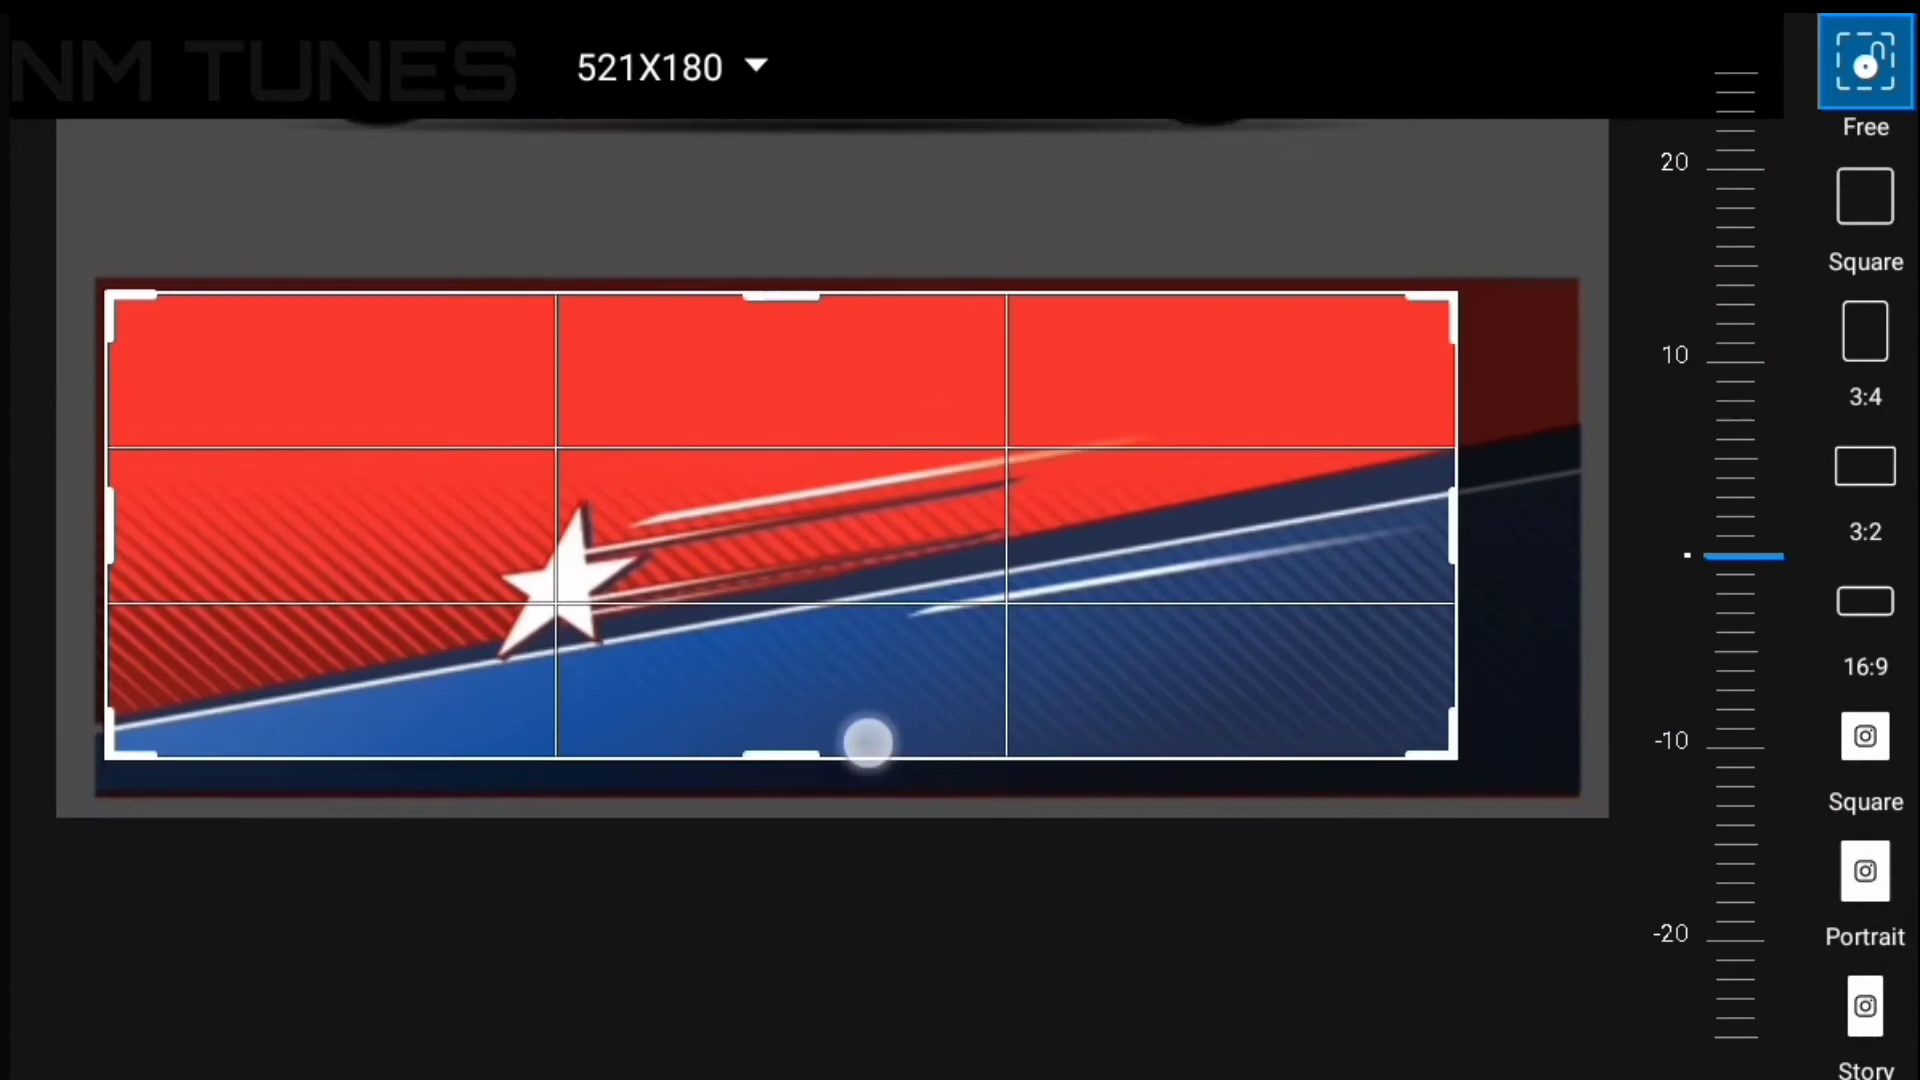 NM TUNES
521X180
Free
20
Square
10
3:4
3:2
16:9
-10
Square
-20
Portrait
Story